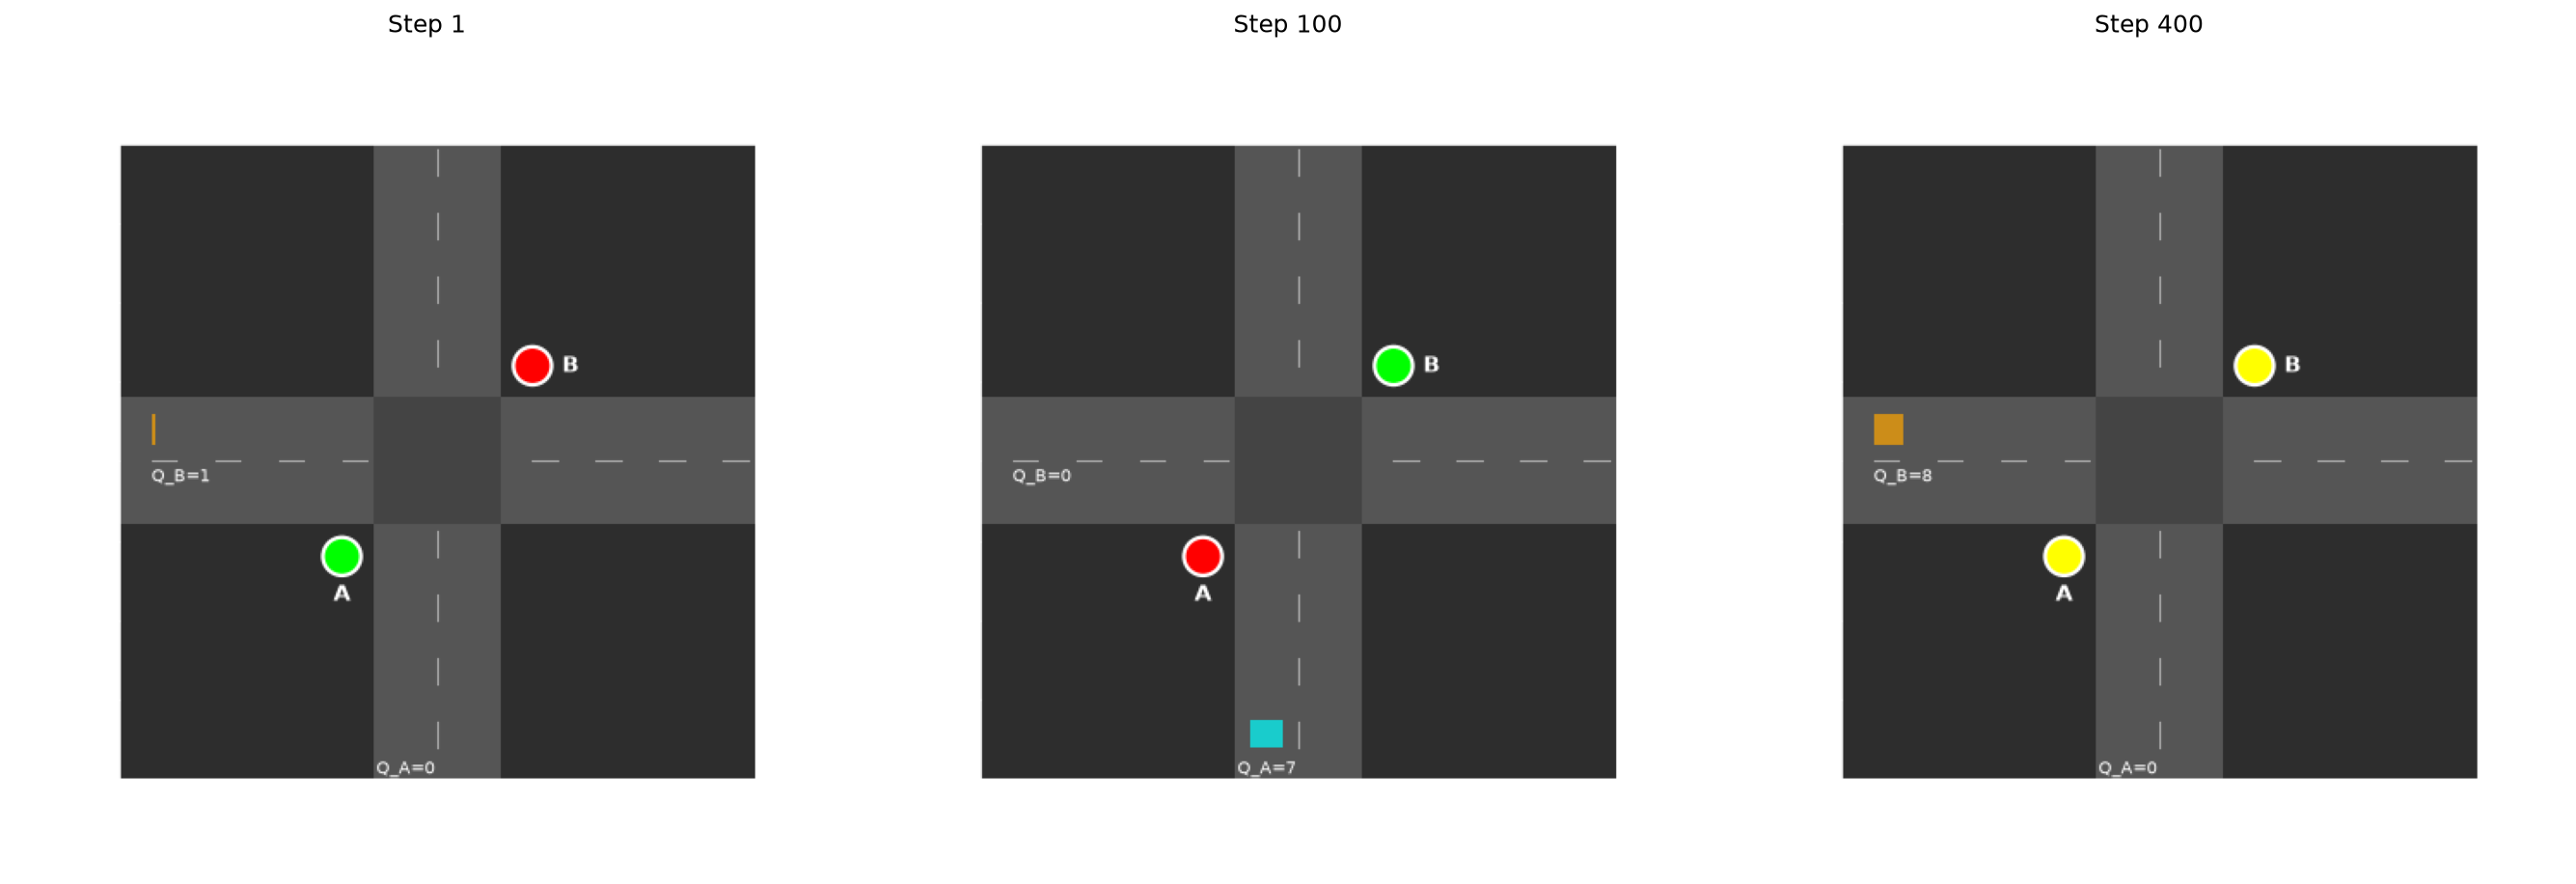 Step 1
B
Q_B=1
A
Q_A=0
Step 100
B
Q_B=0
A
Q_A=7
Step 400
B
Q_B=8
A
Q_A=0